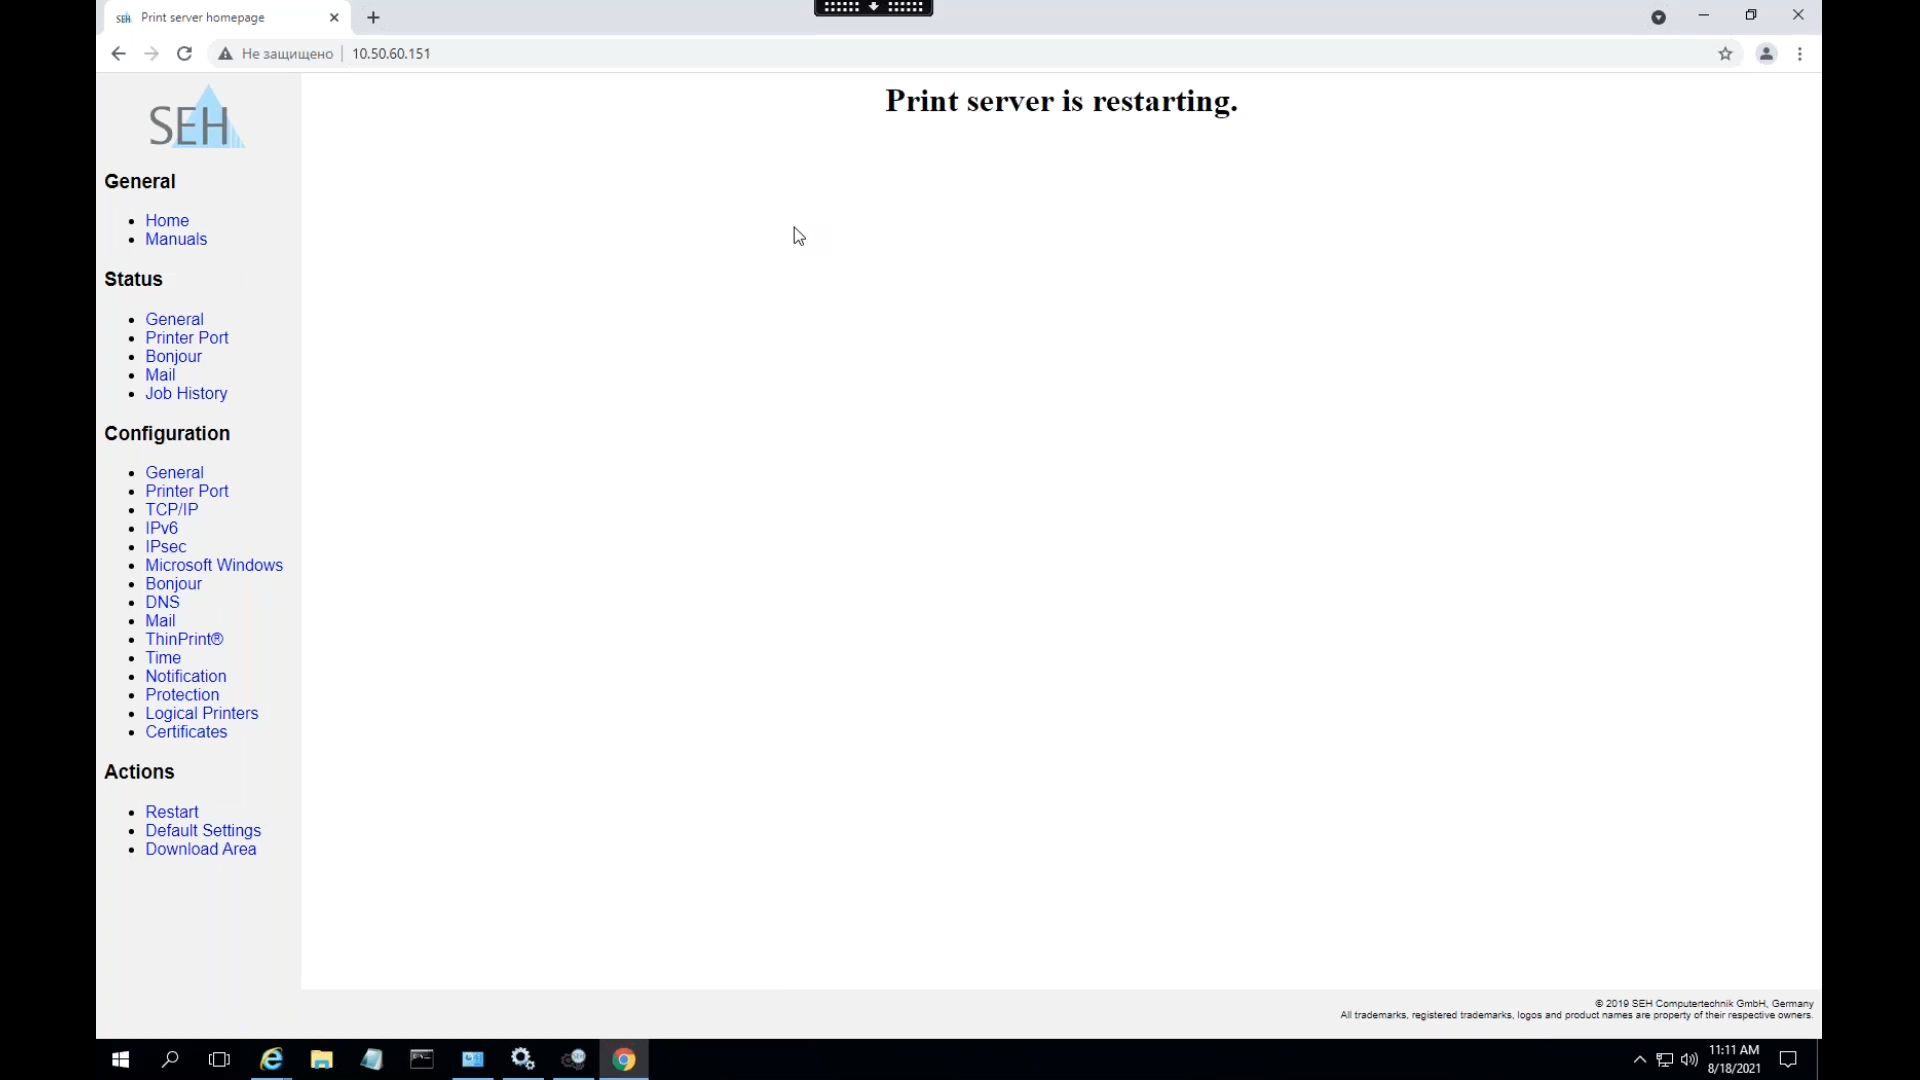 SEH Print server homepage
Не защищено 10.50.60.151
SEH
Print server is restarting.
General
Home
Manuals
Status
General
Printer Port
Bonjour
Mail
Job History
Configuration
General
Printer Port
TCP/IP
IPv6
IPsec
Microsoft Windows
Bonjour
DNS
Mail
ThinPrint®
Time
Notification
Protection
Logical Printers
Certificates
Actions
Restart
Default Settings
Download Area
© 2019 SEH Computertechnik GmbH, Germany
All trademarks, registered trademarks, logos and product names are property of their respective owners.
11:11 AM
8/18/2021